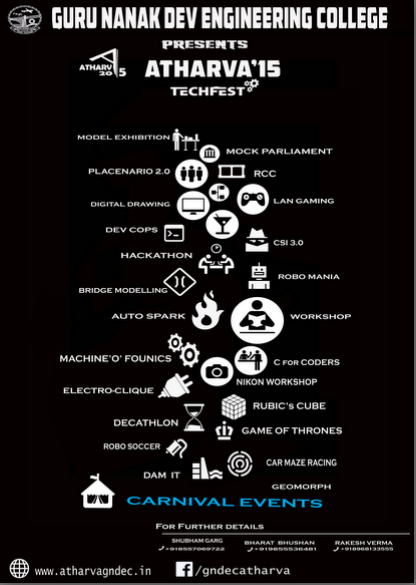 GURU NANAK DEV ENGINEERING COLLEGE
PRESENTS
ATHARV
20 5
ATHARVA'15
TECHFEST
MODEL EXHIBITION
MOCK PARLIAMENT
PLACENARIO 2.0
RCC
DIGITAL DRAWING
LAN GAMING
DEV COPS
CSI 3.0
HACKATHON
ROBO MANIA
BRIDGE MODELLING
AUTO SPARK
WORKSHOP
MACHINE'O' FOUNICS
C FOR CODERS
NIKON WORKSHOP
ELECTRO-CLIQUE
RUBIC's CUBE
DECATHLON
GAME OF THRONES
ROBO SOCCER
CAR MAZE RACING
DAM IT
GEOMORPH
CARNIVAL EVENTS
FOR FURTHER DETAILS
SHUBHAM GARG BHARAT BHUSHAN RAKESH VERMA
+918557069722 +919855536481 +918968133555
www.atharvagndec.in /gndecatharva